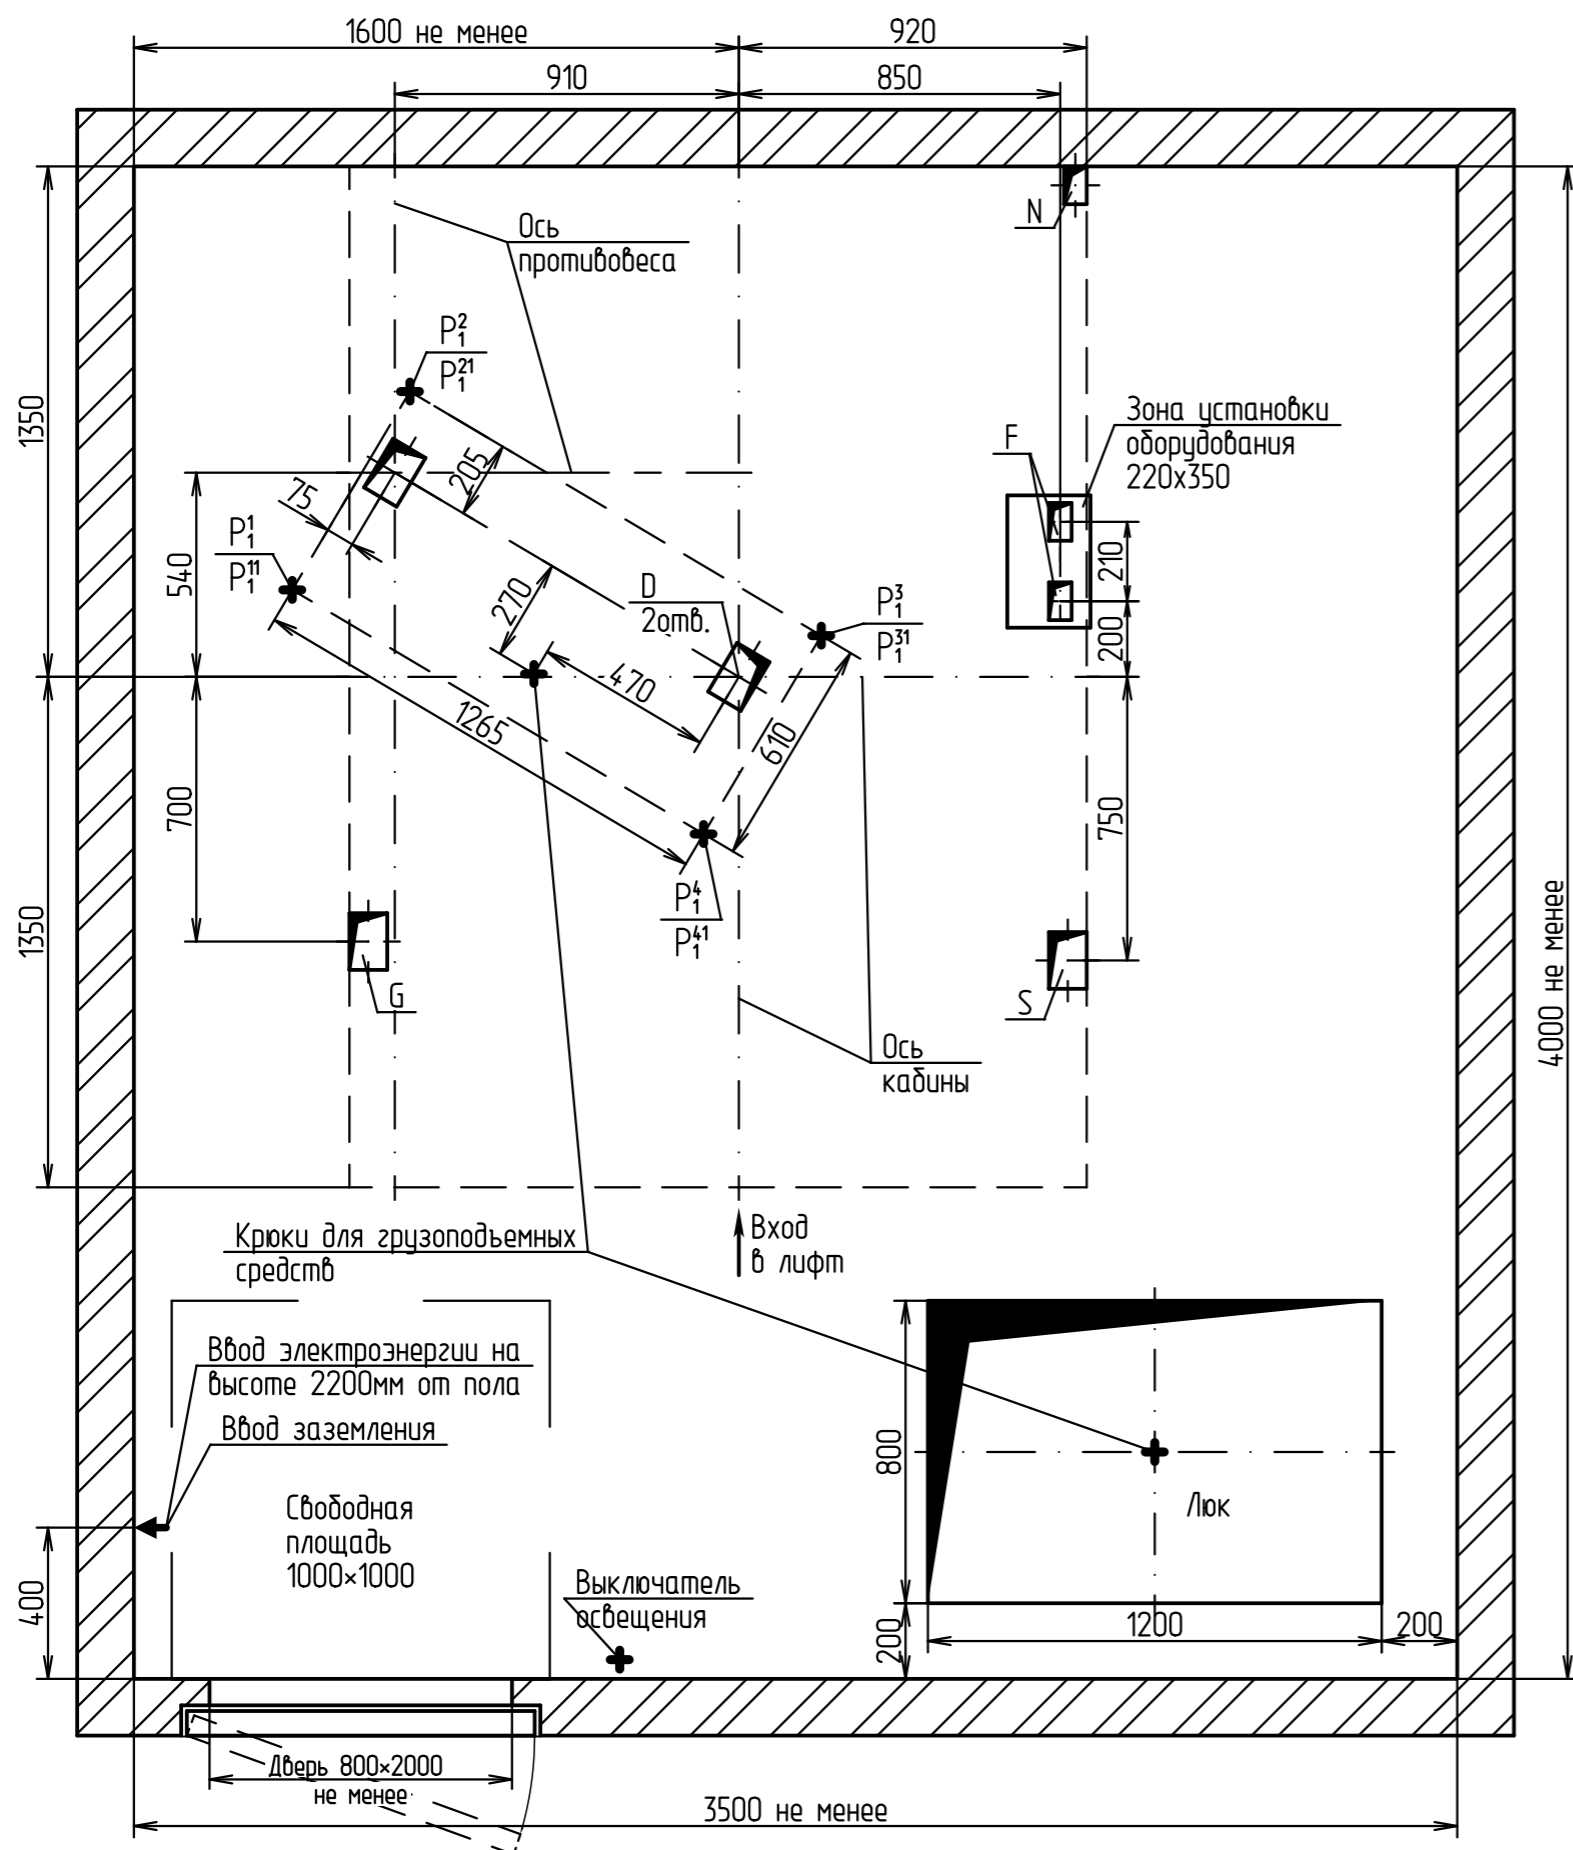 1600 не менее
920
910
850
N
Ось
противовеса
P₁²
P₁²¹
1350
Зона установки
оборудования
220х350
F
205
75
P₁¹
P₁¹¹
540
210
270
D
2отв.
P₁³
P₁³¹
200
470
1265
610
700
750
P₁⁴
P₁⁴¹
1350
G
S
4000 не менее
Ось
кабины
Вход
в лифт
Крюки для грузоподъемных
средств
Ввод электроэнергии на
высоте 2200мм от пола
Ввод заземления
800
Люк
Свободная
площадь
1000×1000
400
Выключатель
освещения
200
1200
200
Дверь 800×2000
не менее
3500 не менее